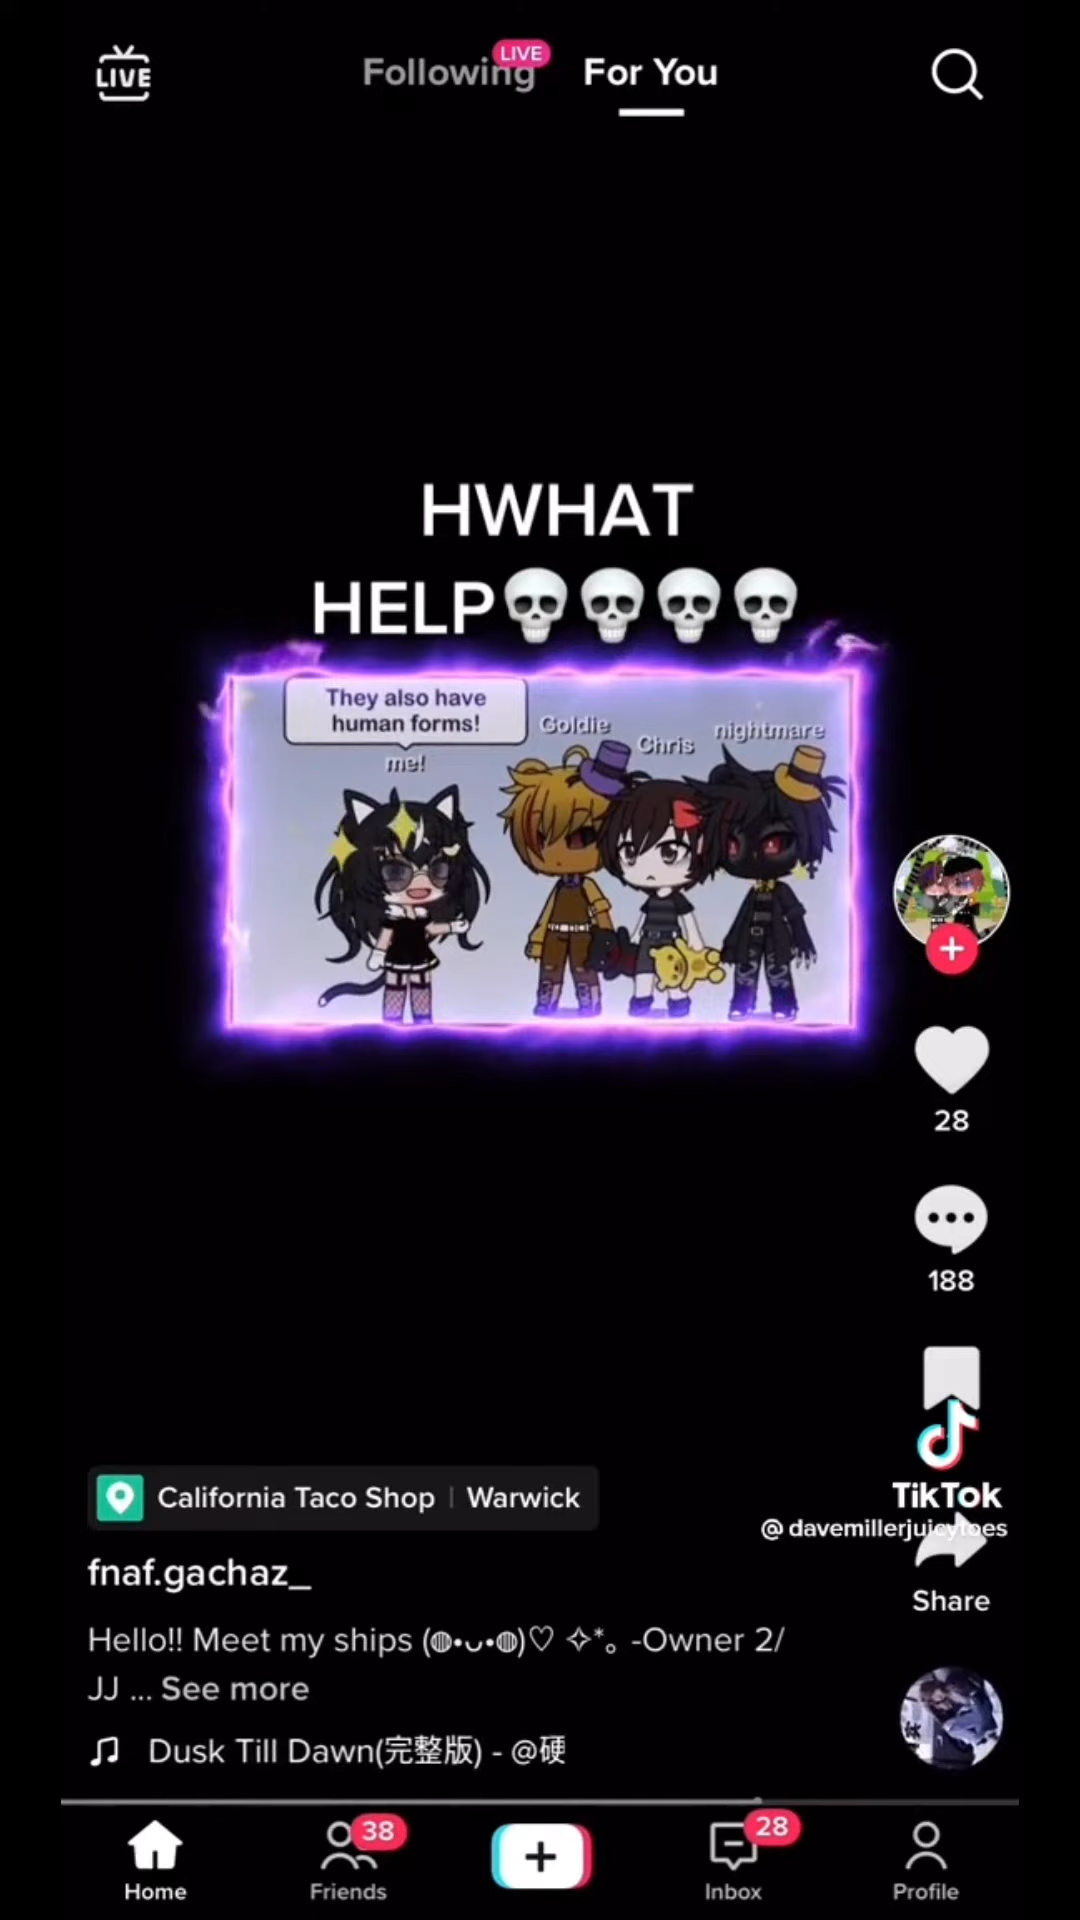 LIVE
Following
LIVE
For You
HWHAT
HELP💀💀💀💀
They also have
human forms!
me!
Goldie
Chris
nightmare
28
188
TikTok
@davemillerjuicytoes
Share
California Taco Shop | Warwick
fnaf.gachaz_
Hello!! Meet my ships (◍•ᴗ•◍)♡ ✧*。 -Owner 2/
JJ ... See more
Dusk Till Dawn(完整版) - @硬
38
28
Home
Friends
Inbox
Profile